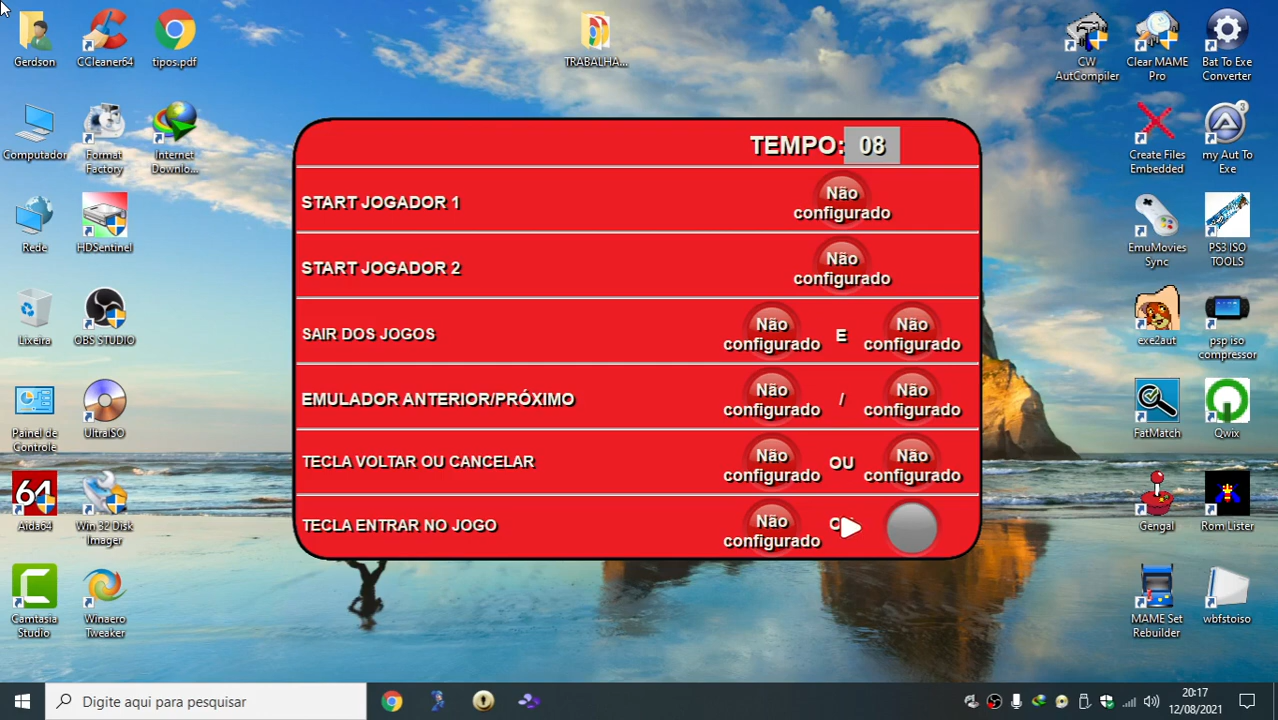 Gerdson
CCleaner64
tipos.pdf
TRABALHA...
CW
AutCompiler
Clear MAME
Pro
Bat To Exe
Converter
Computador
Format
Factory
Internet
Downlo...
Create Files
Embedded
3
my Aut To
Exe
Rede
HDSentinel
EmuMovies
Sync
PS3 ISO
TOOLS
Lixeira
OBS STUDIO
exe2aut
psp iso
compressor
Painel de
Controle
UltraISO
FatMatch
Qwix
64
Aida64
Win 32 Disk
Imager
Gengal
Rom Lister
Camtasia
Studio
Winaero
Tweaker
MAME Set
Rebuilder
wbfstoiso
TEMPO: 08
START JOGADOR 1
Não
configurado
START JOGADOR 2
Não
configurado
SAIR DOS JOGOS
Não
configurado
E
Não
configurado
EMULADOR ANTERIOR/PRÓXIMO
Não
configurado
/
Não
configurado
TECLA VOLTAR OU CANCELAR
Não
configurado
OU
Não
configurado
TECLA ENTRAR NO JOGO
Não
configurado
Digite aqui para pesquisar
20:17
12/08/2021